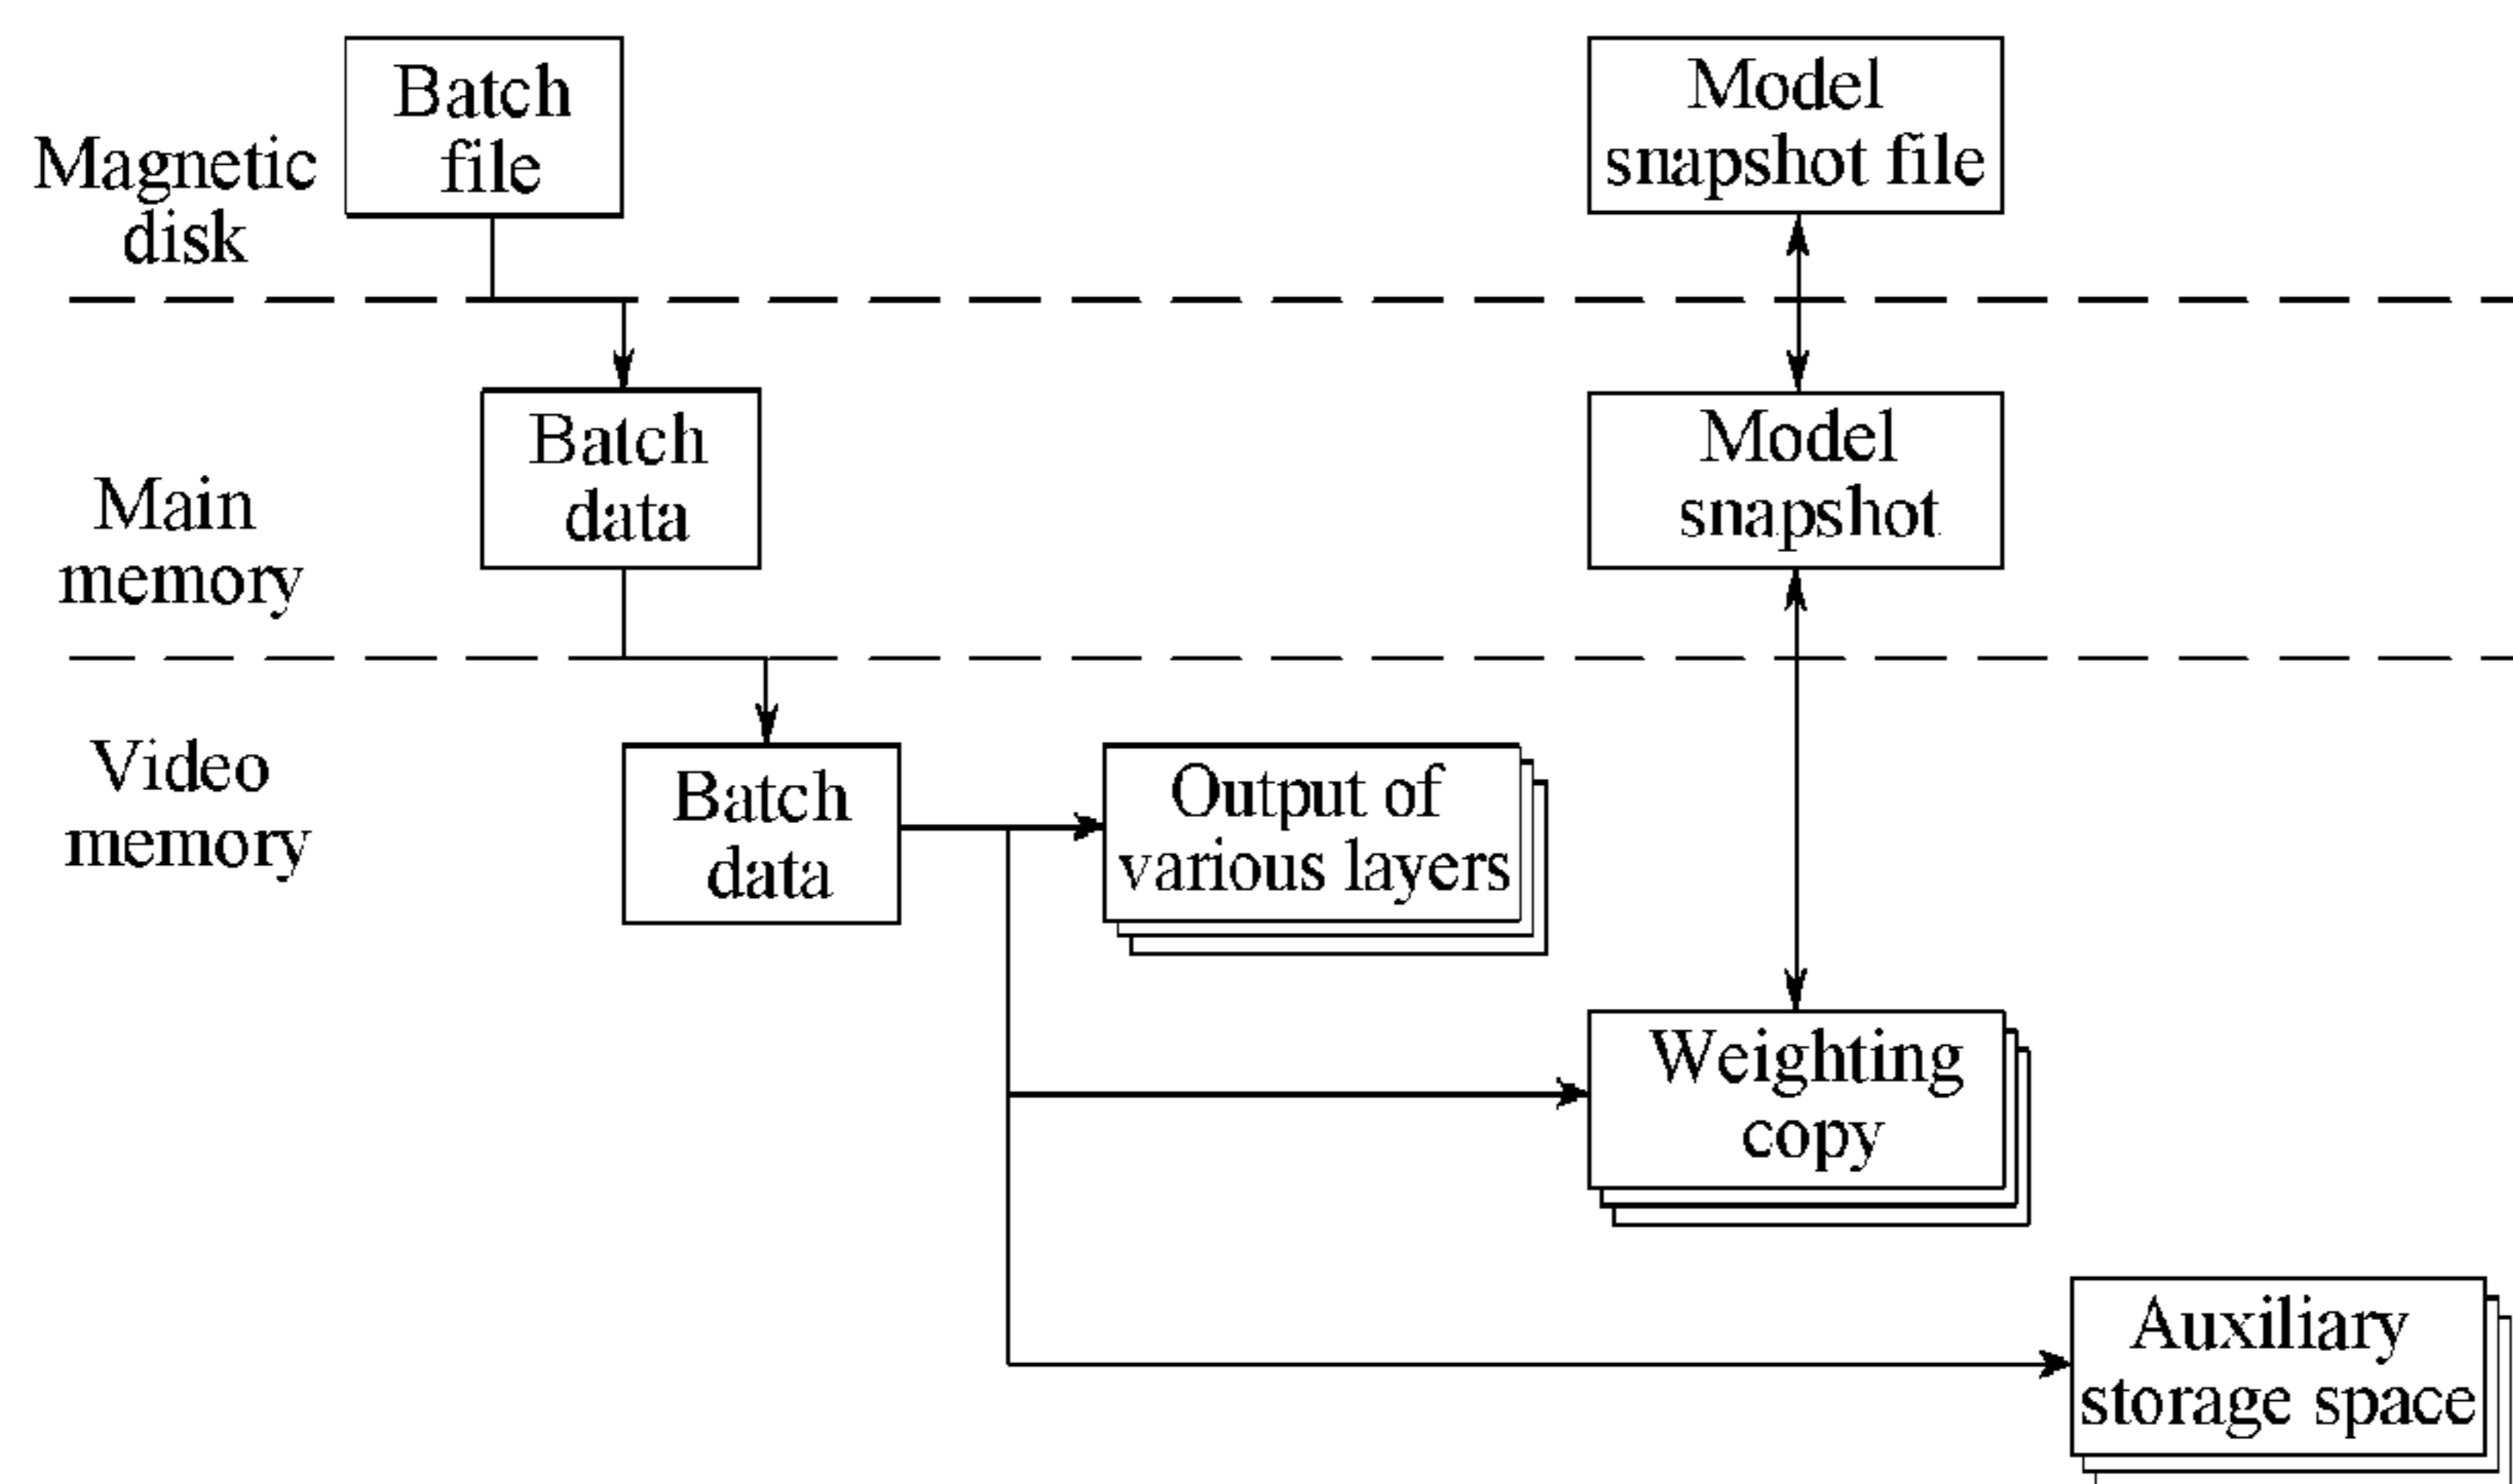 Batch
file
Model
snapshot file
Magnetic
disk
Batch
data
Model
snapshot
Main
memory
Video
memory
Batch
data
Output of
various layers
Weighting
copy
Auxiliary
storage space